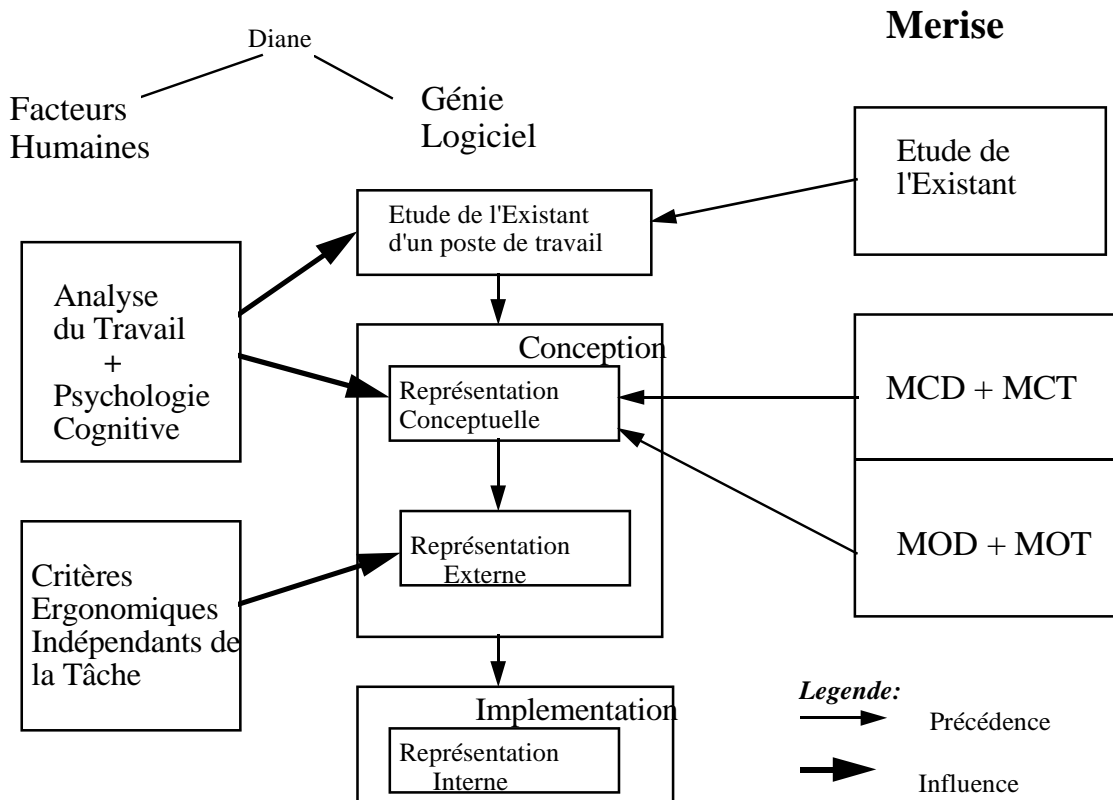 Diane
Merise
Facteurs
Humaines
Génie
Logiciel
Etude de
l'Existant
Etude de l'Existant
d'un poste de travail
Analyse
du Travail
+
Psychologie
Cognitive
Conception
Représentation
Conceptuelle
MCD + MCT
Représentation
Externe
MOD + MOT
Critères
Ergonomiques
Indépendants de
la Tâche
Implementation
Représentation
Interne
Legende:
Précédence
Influence